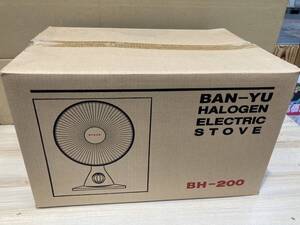 BAN-YU
HALOGEN
ELECTRIC
STOVE
BH-200